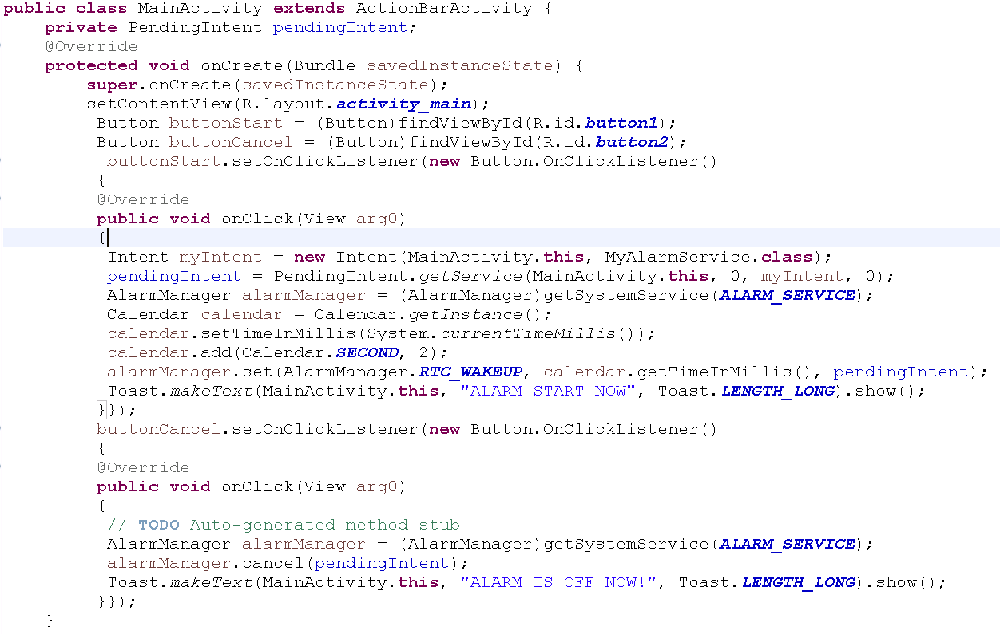 public class MainActivity extends ActionBarActivity {
private PendingIntent pendingIntent;
@Override
protected void onCreate(Bundle savedInstanceState) {
super.onCreate(savedInstanceState);
setContentView(R.layout.activity_main);
Button buttonStart = (Button)findViewById(R.id.button1);
Button buttonCancel = (Button)findViewById(R.id.button2);
buttonStart.setOnClickListener(new Button.OnClickListener()
{
@Override
public void onClick(View arg0)
{
Intent myIntent = new Intent(MainActivity.this, MyAlarmService.class);
pendingIntent = PendingIntent.getService(MainActivity.this, 0, myIntent, 0);
AlarmManager alarmManager = (AlarmManager)getSystemService(ALARM_SERVICE);
Calendar calendar = Calendar.getInstance();
calendar.setTimeInMillis(System.currentTimeMillis());
calendar.add(Calendar.SECOND, 2);
alarmManager.set(AlarmManager.RTC_WAKEUP, calendar.getTimeInMillis(), pendingIntent);
Toast.makeText(MainActivity.this, "ALARM START NOW", Toast.LENGTH_LONG).show();
}});
buttonCancel.setOnClickListener(new Button.OnClickListener()
{
@Override
public void onClick(View arg0)
{
// TODO Auto-generated method stub
AlarmManager alarmManager = (AlarmManager)getSystemService(ALARM_SERVICE);
alarmManager.cancel(pendingIntent);
Toast.makeText(MainActivity.this, "ALARM IS OFF NOW!", Toast.LENGTH_LONG).show();
}});
}